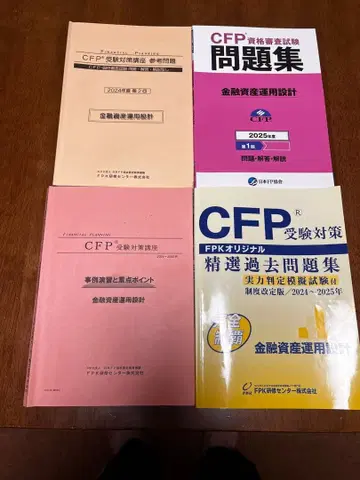 FINANCIAL PLANNING
CFP® 受験対策講座 参考問題
2024年度 第2回
金融資産運用設計
FPK研修センター株式会社
CFP® 資格審査試験
問題集
金融資産運用設計
CFP
2025年度
第1回
問題・解答・解説
日本FP協会
FINANCIAL PLANNING
CFP® 受験対策講座
事例演習と重点ポイント
金融資産運用設計
FPK研修センター株式会社
CFP® 受験対策
FPKオリジナル
精選過去問題集
実力判定模擬試験付
制度改定版/2024~2025年
金融資産運用設計
FPK研修センター株式会社